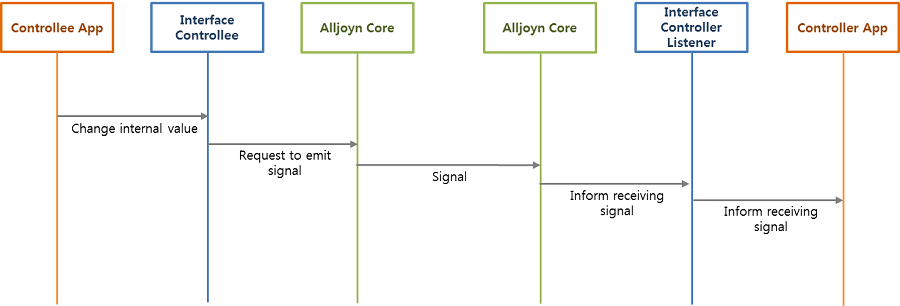 Controllee App
Interface
Controllee
Alljoyn Core
Alljoyn Core
Interface
Controller
Listener
Controller App
Change internal value
Request to emit
signal
Signal
Inform receiving
signal
Inform receiving
signal